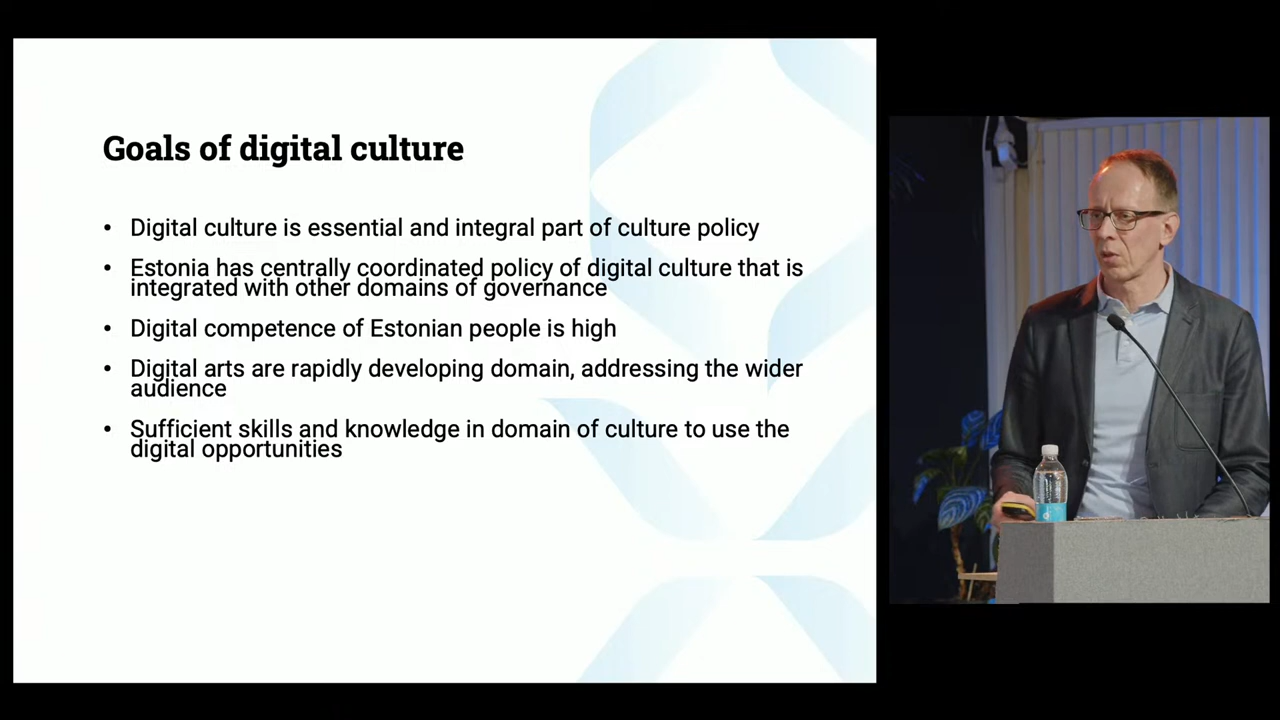 Goals of digital culture
• Digital culture is essential and integral part of culture policy
• Estonia has centrally coordinated policy of digital culture that is
integrated with other domains of governance
• Digital competence of Estonian people is high
• Digital arts are rapidly developing domain, addressing the wider
audience
• Sufficient skills and knowledge in domain of culture to use the
digital opportunities